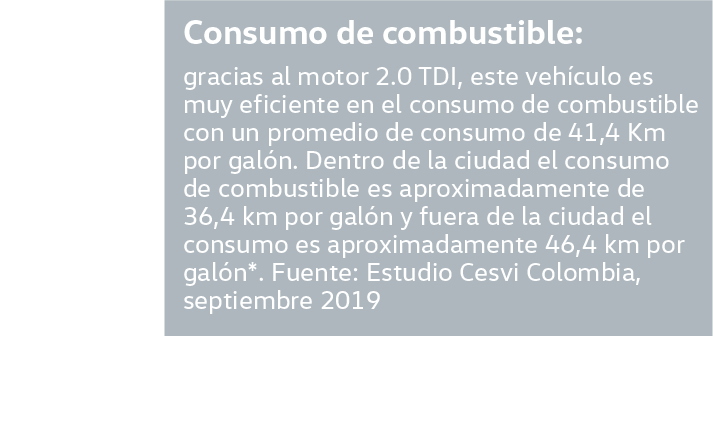 Consumo de combustible:
gracias al motor 2.0 TDI, este vehículo es
muy eficiente en el consumo de combustible
con un promedio de consumo de 41,4 Km
por galón. Dentro de la ciudad el consumo
de combustible es aproximadamente de
36,4 km por galón y fuera de la ciudad el
consumo es aproximadamente 46,4 km por
galón*. Fuente: Estudio Cesvi Colombia,
septiembre 2019